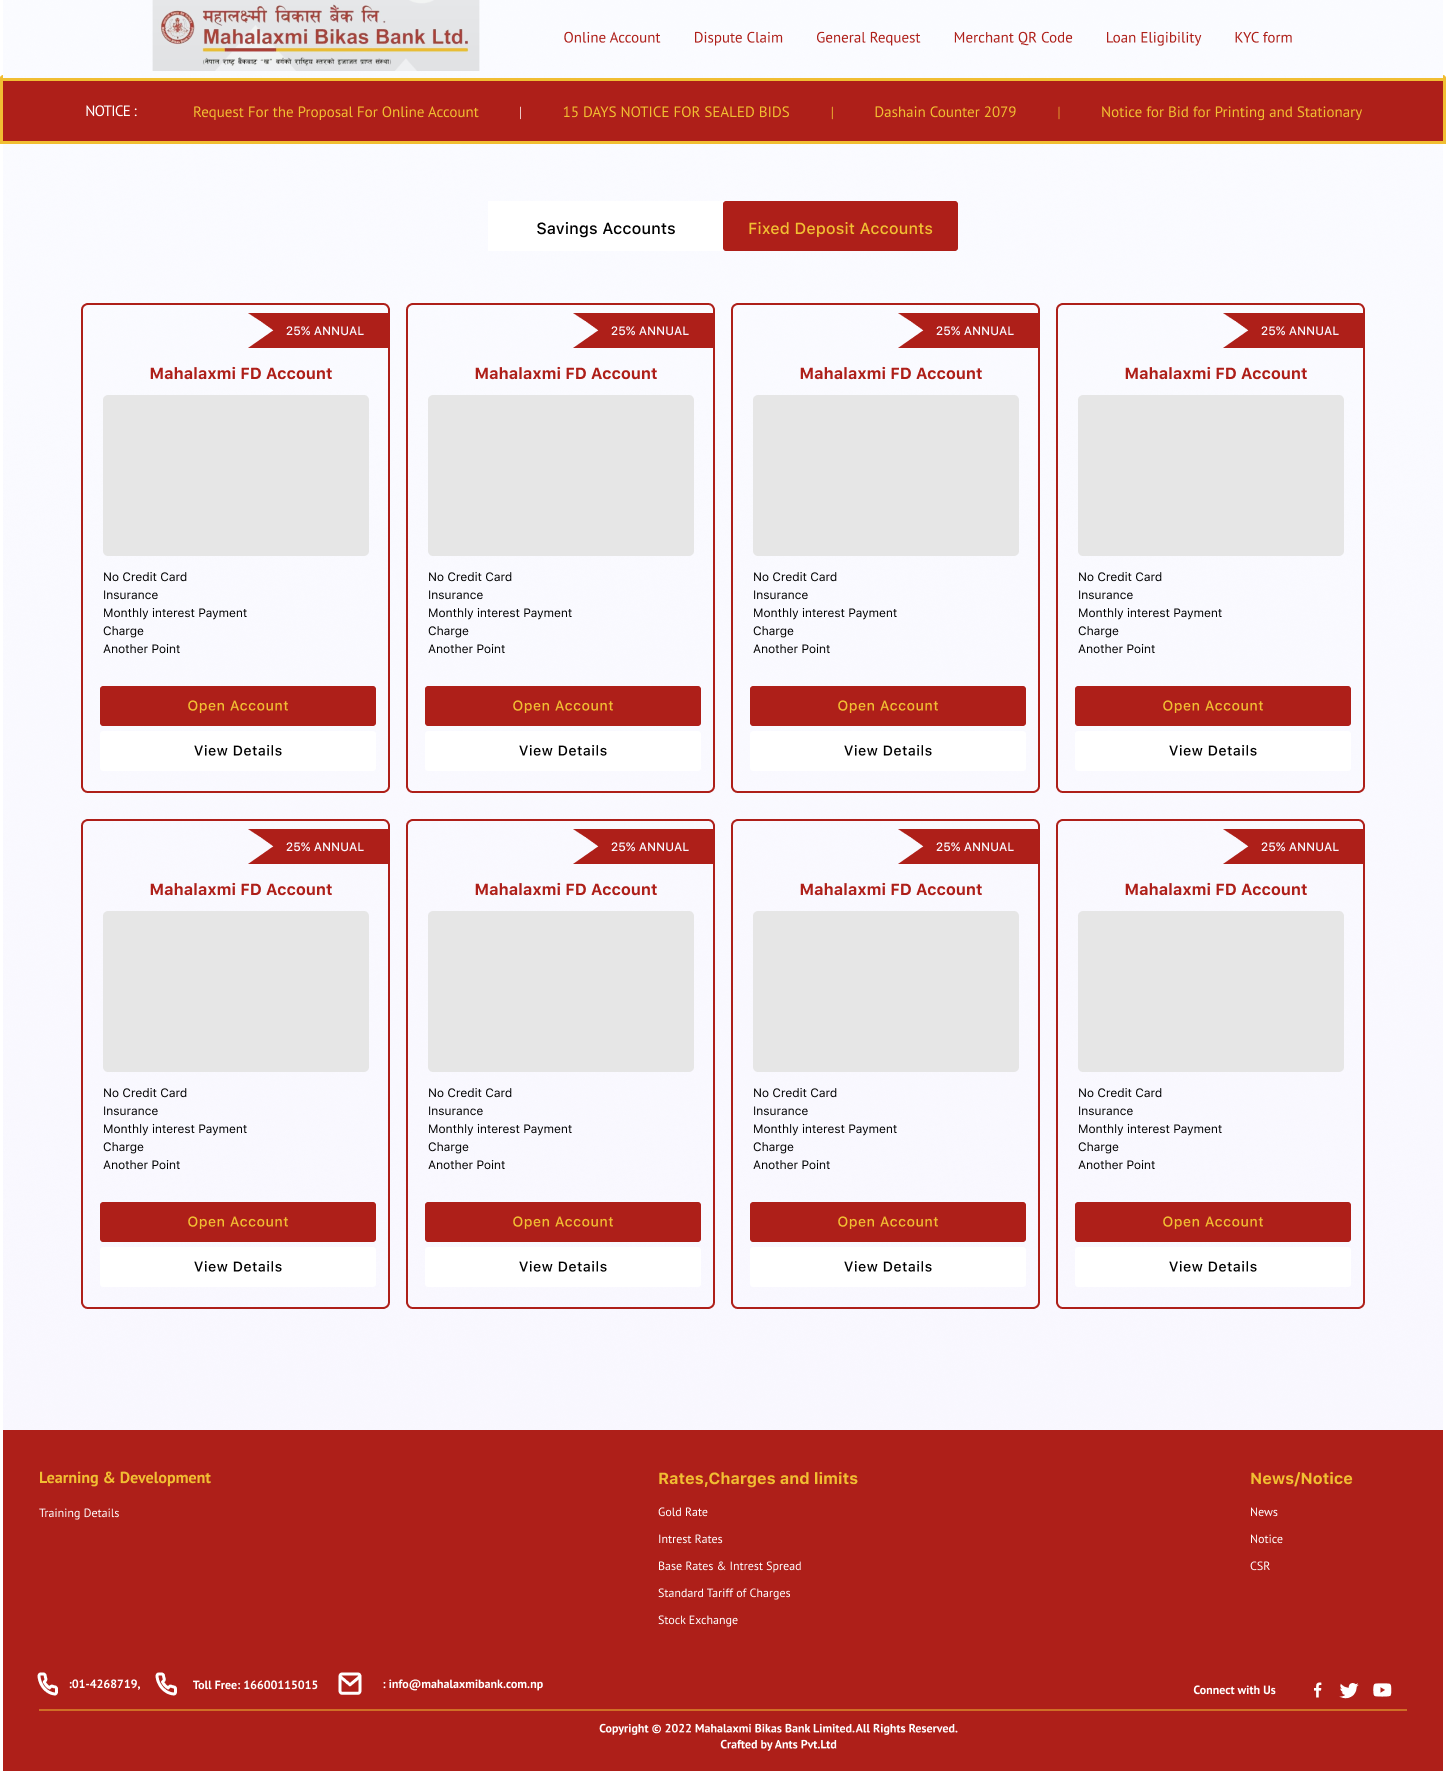 महालक्ष्मी विकास बैंक लि.
Mahalaxmi Bikas Bank Ltd.
(नेपाल राष्ट्र बैंकबाट "ख" वर्गको राष्ट्रिय स्तरको इजाजत प्राप्त संस्था)
Online Account Dispute Claim General Request Merchant QR Code Loan Eligibility KYC form
NOTICE : Request For the Proposal For Online Account | 15 DAYS NOTICE FOR SEALED BIDS | Dashain Counter 2079 | Notice for Bid for Printing and Stationary
Savings Accounts Fixed Deposit Accounts
25% ANNUAL 25% ANNUAL 25% ANNUAL 25% ANNUAL
Mahalaxmi FD Account Mahalaxmi FD Account Mahalaxmi FD Account Mahalaxmi FD Account
No Credit Card No Credit Card No Credit Card No Credit Card
Insurance Insurance Insurance Insurance
Monthly interest Payment Monthly interest Payment Monthly interest Payment Monthly interest Payment
Charge Charge Charge Charge
Another Point Another Point Another Point Another Point
Open Account Open Account Open Account Open Account
View Details View Details View Details View Details
25% ANNUAL 25% ANNUAL 25% ANNUAL 25% ANNUAL
Mahalaxmi FD Account Mahalaxmi FD Account Mahalaxmi FD Account Mahalaxmi FD Account
No Credit Card No Credit Card No Credit Card No Credit Card
Insurance Insurance Insurance Insurance
Monthly interest Payment Monthly interest Payment Monthly interest Payment Monthly interest Payment
Charge Charge Charge Charge
Another Point Another Point Another Point Another Point
Open Account Open Account Open Account Open Account
View Details View Details View Details View Details
Learning & Development
Training Details
Rates,Charges and limits
Gold Rate
Intrest Rates
Base Rates & Intrest Spread
Standard Tariff of Charges
Stock Exchange
News/Notice
News
Notice
CSR
:01-4268719, Toll Free: 16600115015 : info@mahalaxmibank.com.np
Connect with Us
Copyright © 2022 Mahalaxmi Bikas Bank Limited.All Rights Reserved.
Crafted by Ants Pvt.Ltd